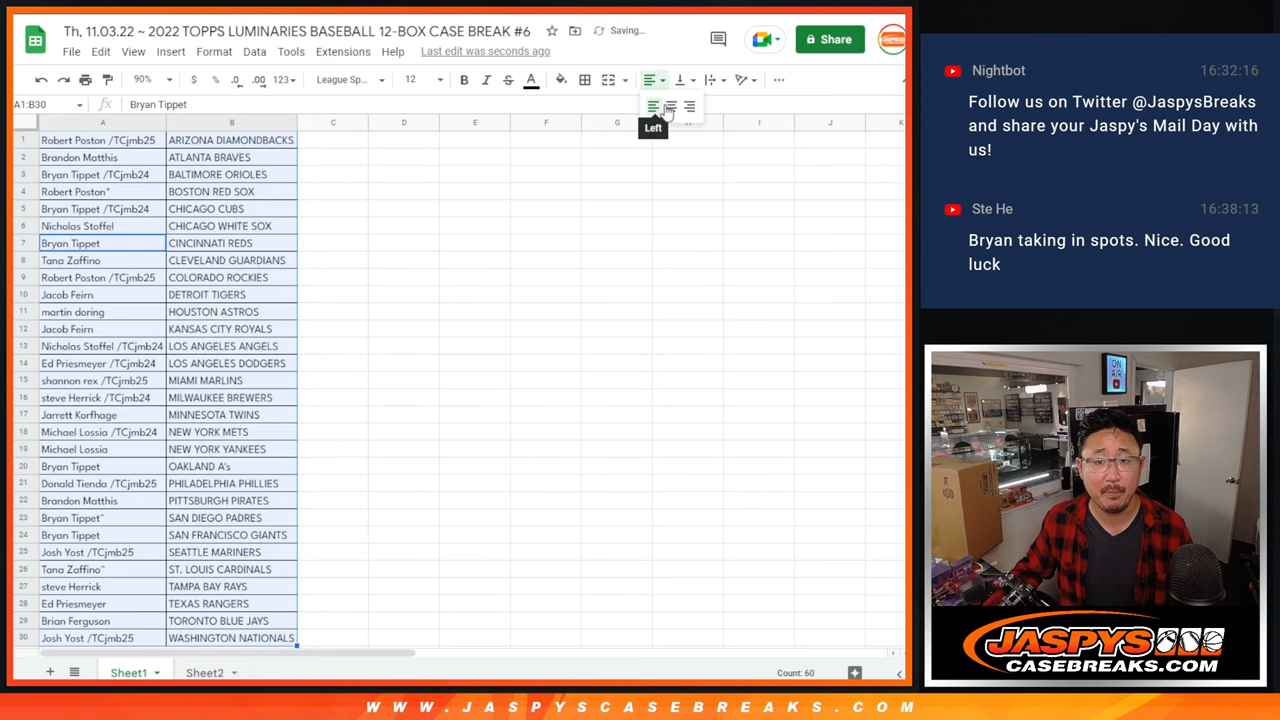 Th, 11.03.22 ~ 2022 TOPPS LUMINARIES BASEBALL 12-BOX CASE BREAK #6
Saving...
Share
File Edit View Insert Format Data Tools Extensions Help Last edit was seconds ago
90% $ % .0 .00 123 League Sp... 12 B I S A
A1:B30 fx Bryan Tippet
Left
A B C D E F G I J K
1 Robert Poston /TCjmb25 ARIZONA DIAMONDBACKS
2 Brandon Matthis ATLANTA BRAVES
3 Bryan Tippet /TCjmb24 BALTIMORE ORIOLES
4 Robert Poston* BOSTON RED SOX
5 Bryan Tippet /TCjmb24 CHICAGO CUBS
6 Nicholas Stoffel CHICAGO WHITE SOX
7 Bryan Tippet CINCINNATI REDS
8 Tana Zaffino CLEVELAND GUARDIANS
9 Robert Poston /TCjmb25 COLORADO ROCKIES
10 Jacob Feirn DETROIT TIGERS
11 martin doring HOUSTON ASTROS
12 Jacob Feirn KANSAS CITY ROYALS
13 Nicholas Stoffel /TCjmb24 LOS ANGELES ANGELS
14 Ed Priesmeyer /TCjmb24 LOS ANGELES DODGERS
15 shannon rex /TCjmb25 MIAMI MARLINS
16 steve Herrick /TCjmb24 MILWAUKEE BREWERS
17 Jarrett Korfhage MINNESOTA TWINS
18 Michael Lossia /TCjmb24 NEW YORK METS
19 Michael Lossia NEW YORK YANKEES
20 Bryan Tippet OAKLAND A's
21 Donald Tienda /TCjmb25 PHILADELPHIA PHILLIES
22 Brandon Matthis PITTSBURGH PIRATES
23 Bryan Tippet^ SAN DIEGO PADRES
24 Bryan Tippet SAN FRANCISCO GIANTS
25 Josh Yost /TCjmb25 SEATTLE MARINERS
26 Tana Zaffino^ ST. LOUIS CARDINALS
27 steve Herrick TAMPA BAY RAYS
28 Ed Priesmeyer TEXAS RANGERS
29 Brian Ferguson TORONTO BLUE JAYS
30 Josh Yost /TCjmb25 WASHINGTON NATIONALS
Sheet1 Sheet2 Count: 60
Nightbot 16:32:16
Follow us on Twitter @JaspysBreaks
and share your Jaspy's Mail Day with
us!
Ste He 16:38:13
Bryan taking in spots. Nice. Good
luck
ON
AIR
JASPYS
CASEBREAKS.COM
WWW.JASPYSCASEBREAKS.COM